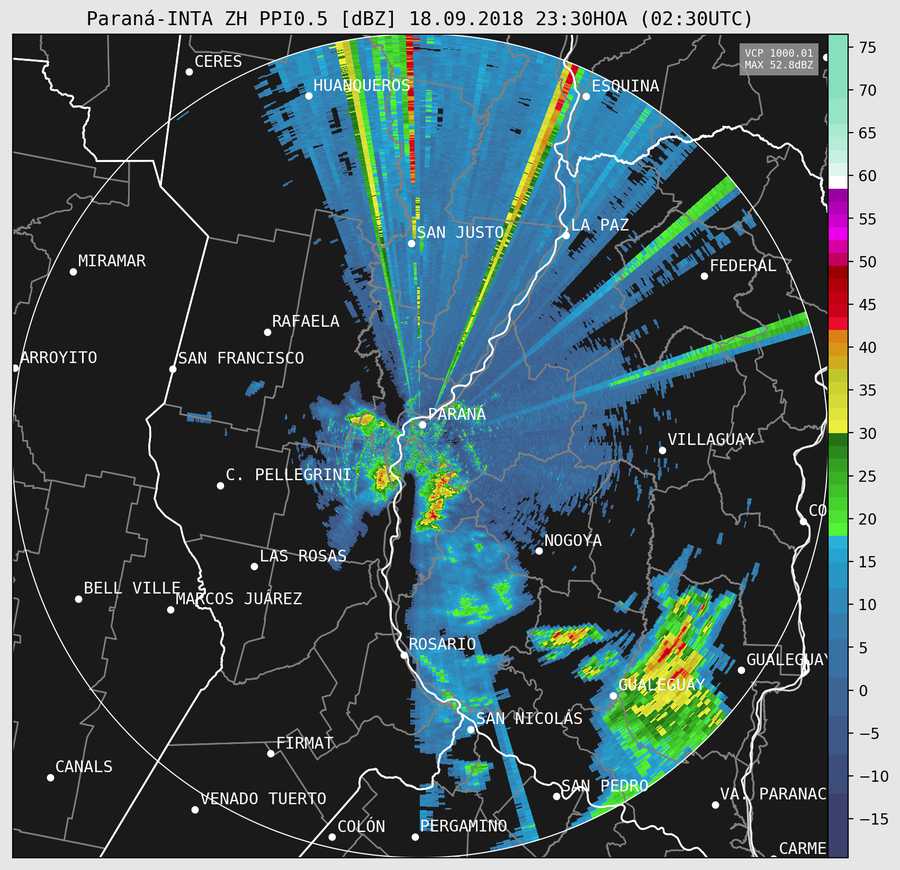 Paraná-INTA ZH PPI0.5 [dBZ] 18.09.2018 23:30HOA (02:30UTC)
VCP 1000.01
MAX 52.8dBZ
75
70
65
60
55
50
45
40
35
30
25
20
15
10
5
0
−5
−10
−15
CERES
HUANQUEROS
ESQUINA
SAN JUSTO
LA PAZ
MIRAMAR
FEDERAL
RAFAELA
ARROYITO
SAN FRANCISCO
PARANÁ
VILLAGUAY
C. PELLEGRINI
CO
NOGOYA
LAS ROSAS
BELL VILLE
MARCOS JUÁREZ
ROSARIO
GUALEGUAY
GUALEGUAY
SAN NICOLÁS
FIRMAT
CANALS
SAN PEDRO
VENADO TUERTO
VA. PARANAC
COLÓN
PERGAMINO
CARME